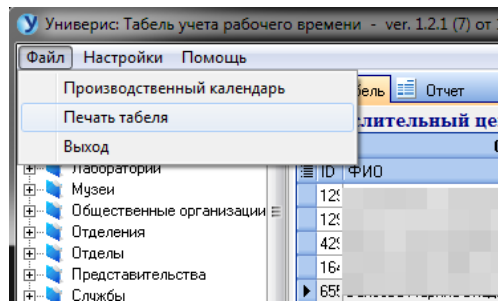 Универис: Табель учета рабочего времени - ver. 1.2.1 (7) от
Файл Настройки Помощь
Производственный календарь
Печать табеля
Выход
Отчет
ID ФИО
Лаборатории
Музеи
Общественные организации
Отделения
Отделы
Представительства
Службы